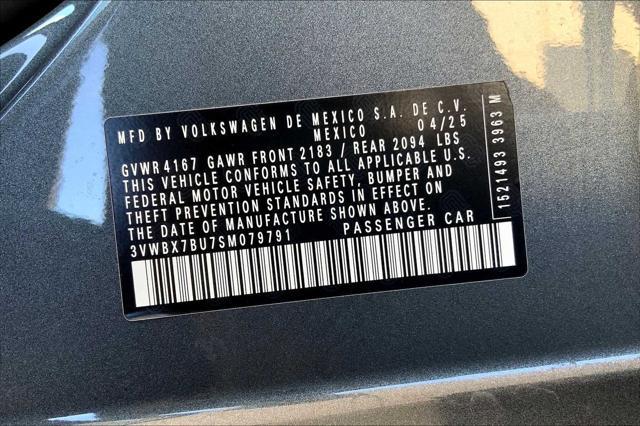 MFD BY VOLKSWAGEN DE MEXICO S.A. DE C.V.
MEXICO 04/25
GVWR 4167 GAWR FRONT 2183 / REAR 2094 LBS
THIS VEHICLE CONFORMS TO ALL APPLICABLE U.S.
FEDERAL MOTOR VEHICLE SAFETY, BUMPER AND
THEFT PREVENTION STANDARDS IN EFFECT ON
THE DATE OF MANUFACTURE SHOWN ABOVE.
3VWBX7BU7SM079791 PASSENGER CAR
1521493 3963 M